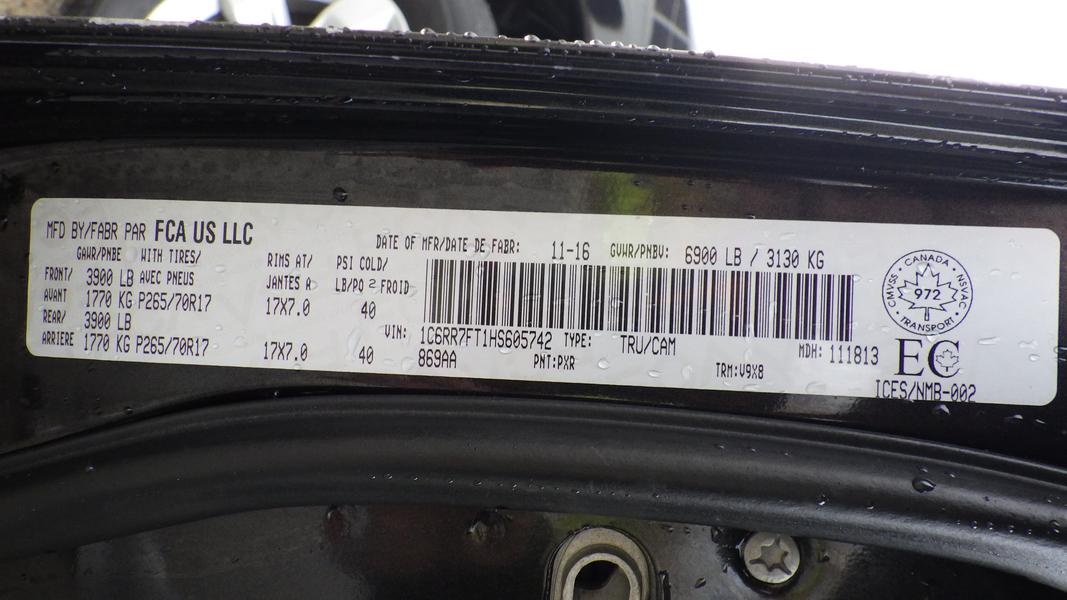 MFD BY/FABR PAR FCA US LLC
DATE OF MFR/DATE DE FABR: 11-16 GVWR/PNBV: 6900 LB / 3130 KG
GAWR/PNBE WITH TIRES/ RIMS AT/ PSI COLD/
FRONT/ 3900 LB AVEC PNEUS JANTES A LB/PO 2 FROID
AVANT 1770 KG P265/70R17 17X7.0 40
REAR/ 3900 LB
ARRIERE 1770 KG P265/70R17 17X7.0 40
VIN: 1C6RR7FT1HS605742 TYPE: TRU/CAM MDH: 111813
869AA PNT:PXR TRM:V9X8
CMVSS · CANADA · NSVAC
972
· TRANSPORT ·
EC
ICES/NMB-002